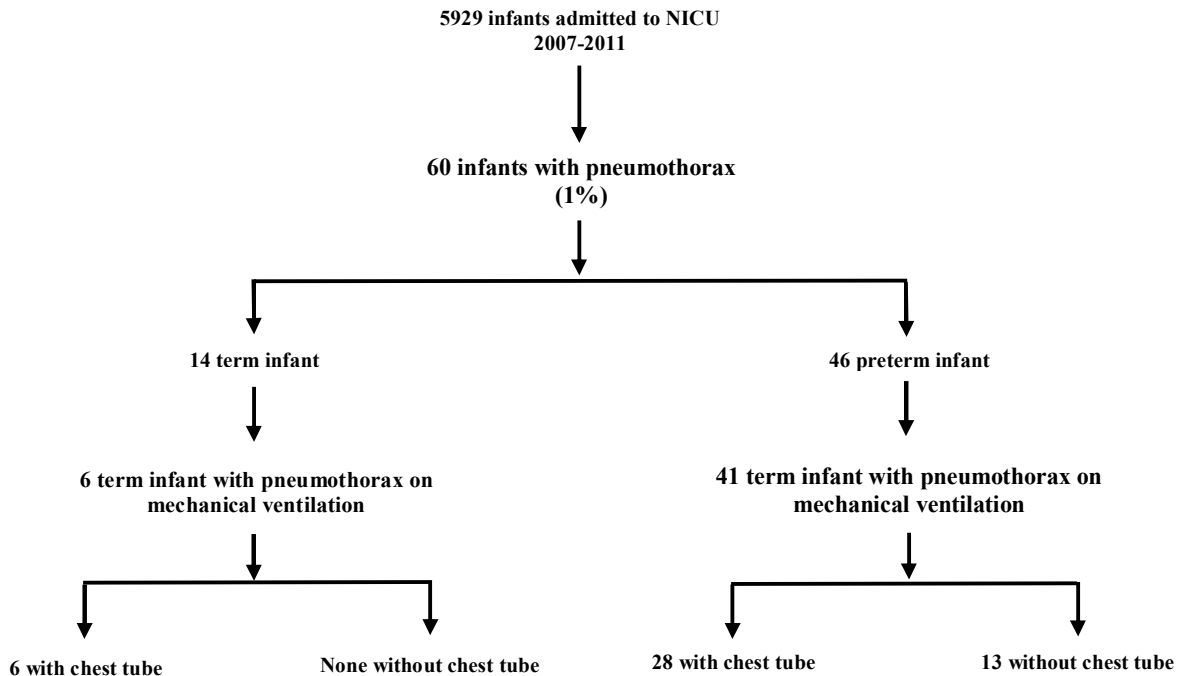 5929 infants admitted to NICU
2007-2011
60 infants with pneumothorax
(1%)
14 term infant
46 preterm infant
6 term infant with pneumothorax on
mechanical ventilation
41 term infant with pneumothorax on
mechanical ventilation
6 with chest tube
None without chest tube
28 with chest tube
13 without chest tube